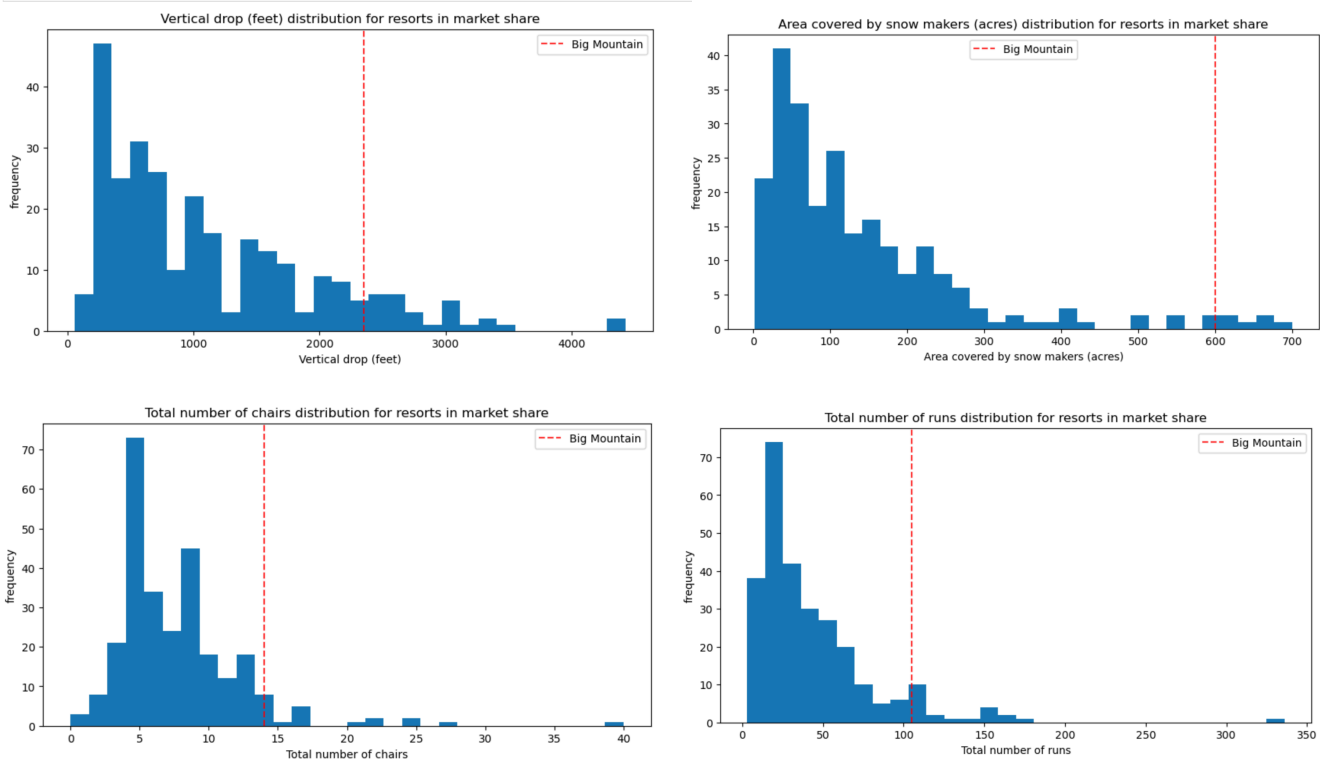 Vertical drop (feet) distribution for resorts in market share
Big Mountain
frequency
40
30
20
10
0
0 1000 2000 3000 4000
Vertical drop (feet)
Area covered by snow makers (acres) distribution for resorts in market share
Big Mountain
frequency
40
35
30
25
20
15
10
5
0
0 100 200 300 400 500 600 700
Area covered by snow makers (acres)
Total number of chairs distribution for resorts in market share
Big Mountain
frequency
70
60
50
40
30
20
10
0
0 5 10 15 20 25 30 35 40
Total number of chairs
Total number of runs distribution for resorts in market share
Big Mountain
frequency
70
60
50
40
30
20
10
0
0 50 100 150 200 250 300 350
Total number of runs